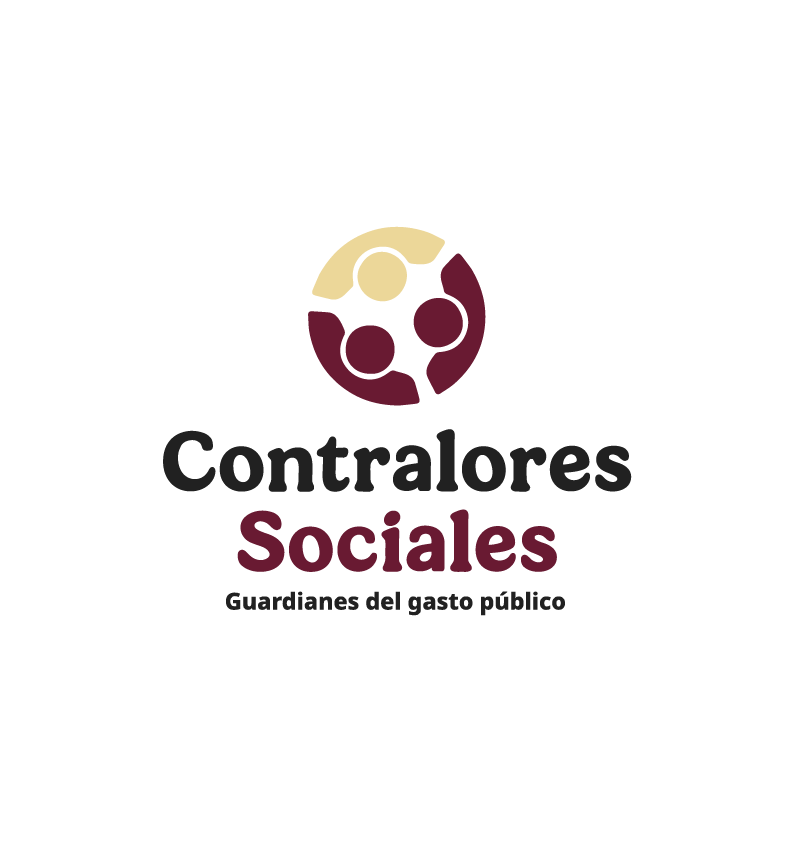 Contralores
Sociales
Guardianes del gasto público